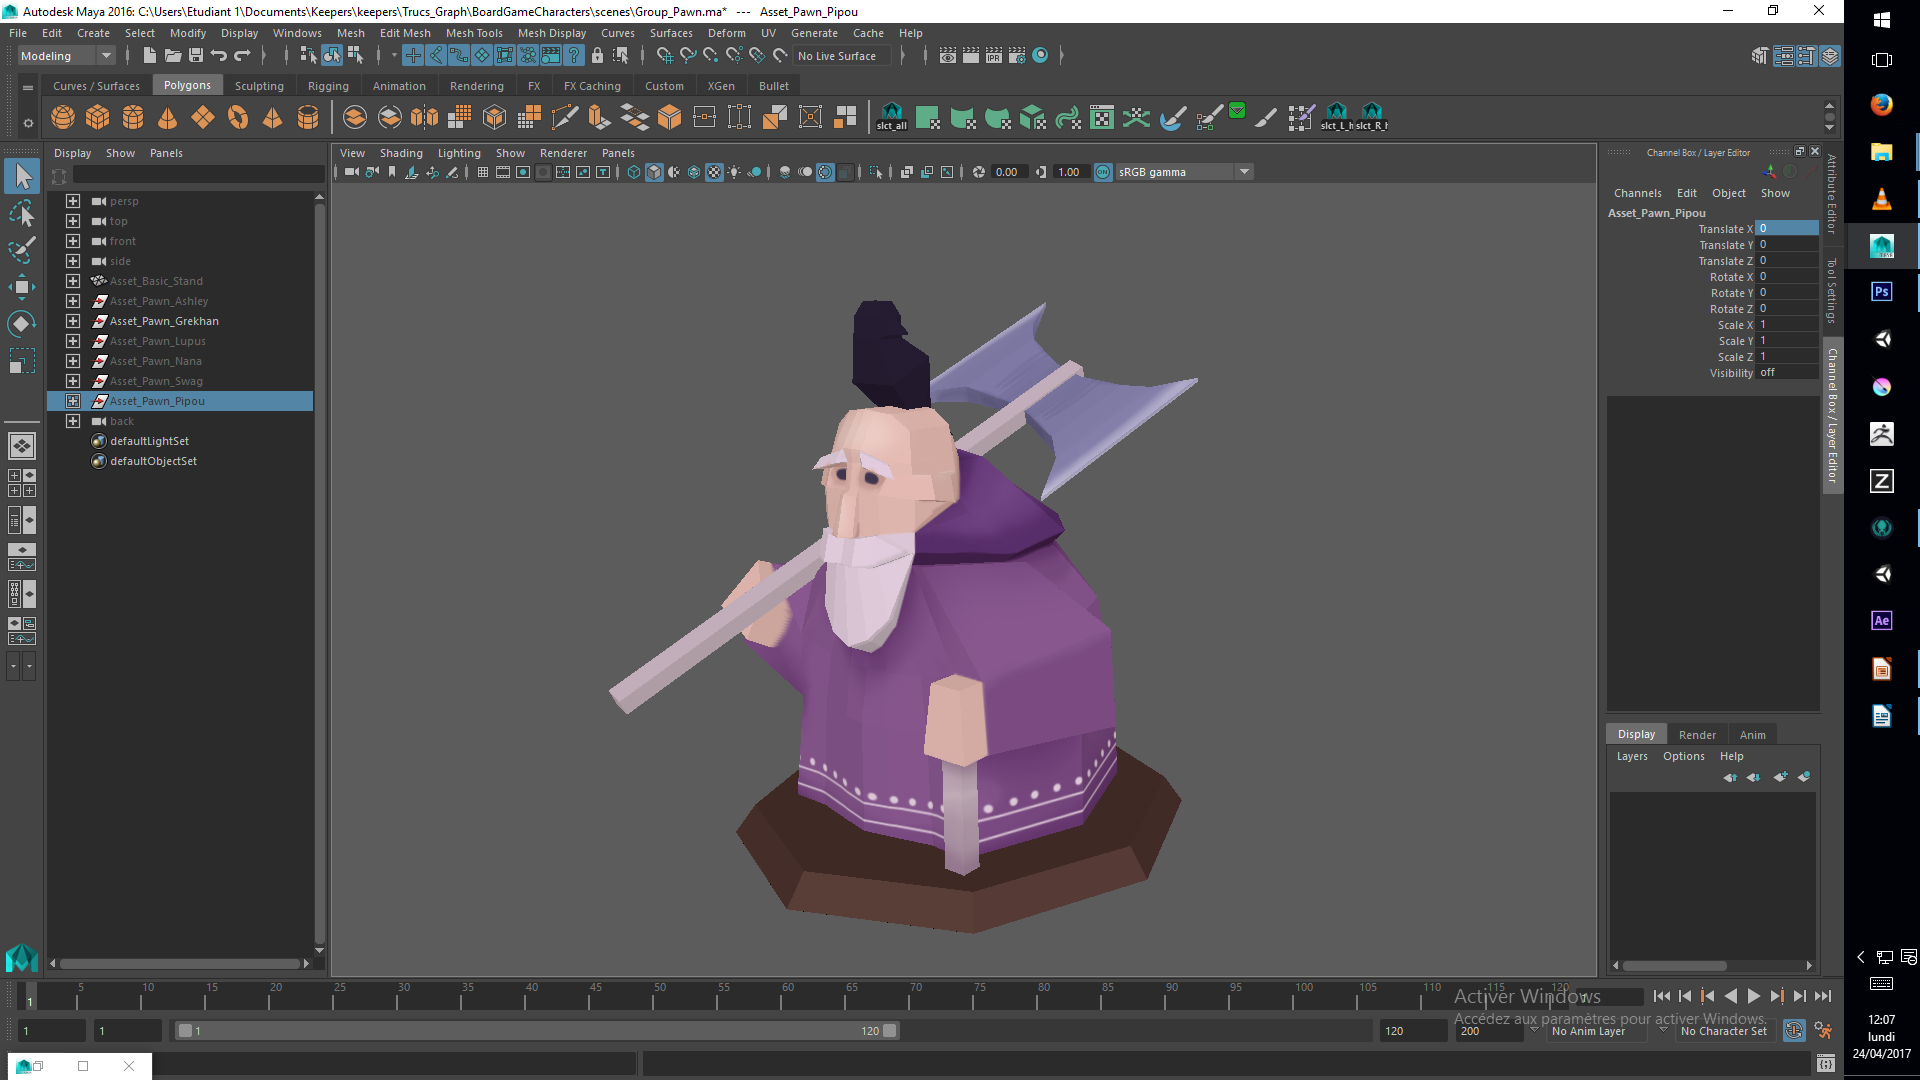 Autodesk Maya 2016: C:\Users\Etudiant 1\Documents\Keepers\keepers\Trucs_Graph\BoardGameCharacters\scenes\Group_Pawn.ma* --- Asset_Pawn_Pipou
File Edit Create Select Modify Display Windows Mesh Edit Mesh Mesh Tools Mesh Display Curves Surfaces Deform UV Generate Cache Help
Modeling No Live Surface
Curves / Surfaces Polygons Sculpting Rigging Animation Rendering FX FX Caching Custom XGen Bullet
slct_all slct_L_h slct_R_h
Display Show Panels
View Shading Lighting Show Renderer Panels
0.00 1.00 ON sRGB gamma
persp
top
front
side
Asset_Basic_Stand
Asset_Pawn_Ashley
Asset_Pawn_Grekhan
Asset_Pawn_Lupus
Asset_Pawn_Nana
Asset_Pawn_Swag
Asset_Pawn_Pipou
back
defaultLightSet
defaultObjectSet
Channel Box / Layer Editor
Channels Edit Object Show
Asset_Pawn_Pipou
Translate X 0
Translate Y 0
Translate Z 0
Rotate X 0
Rotate Y 0
Rotate Z 0
Scale X 1
Scale Y 1
Scale Z 1
Visibility off
Attribute Editor
Tool Settings
Channel Box / Layer Editor
Display Render Anim
Layers Options Help
Ps
Z
Ae
1 5 10 15 20 25 30 35 40 45 50 55 60 65 70 75 80 85 90 95 100 105 110 115 120
Activer Windows
Accédez aux paramètres pour activer Windows.
1 1 1 120 120 200 No Anim Layer No Character Set
12:07
lundi
24/04/2017